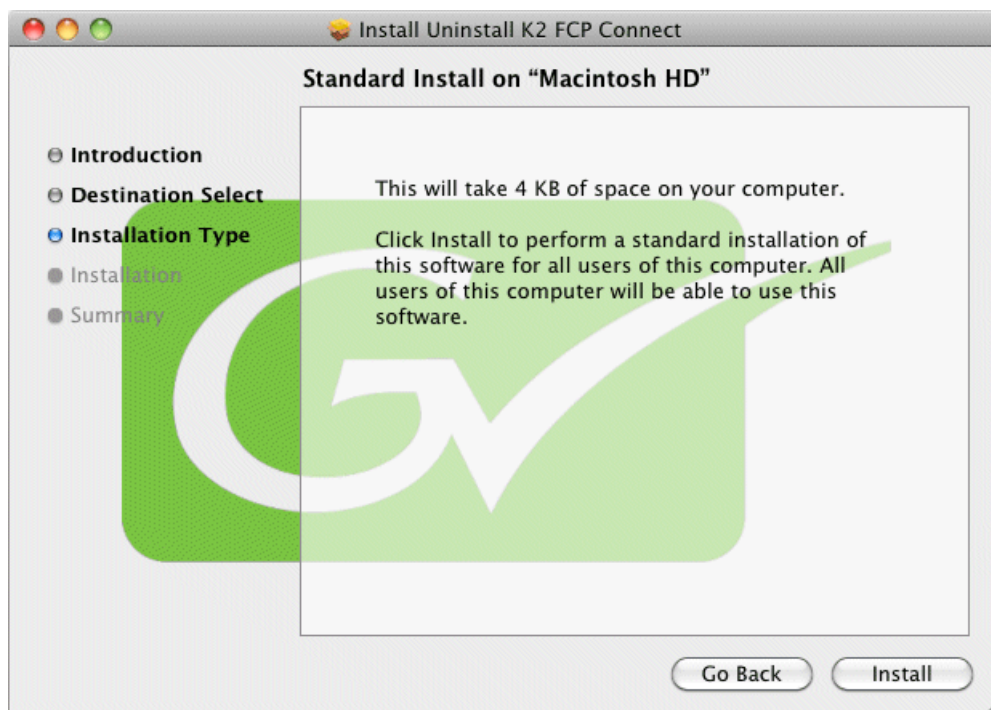 Install Uninstall K2 FCP Connect
Standard Install on “Macintosh HD”
Introduction
Destination Select
Installation Type
Installation
Summary
This will take 4 KB of space on your computer.
Click Install to perform a standard installation of
this software for all users of this computer. All
users of this computer will be able to use this
software.
Go Back
Install